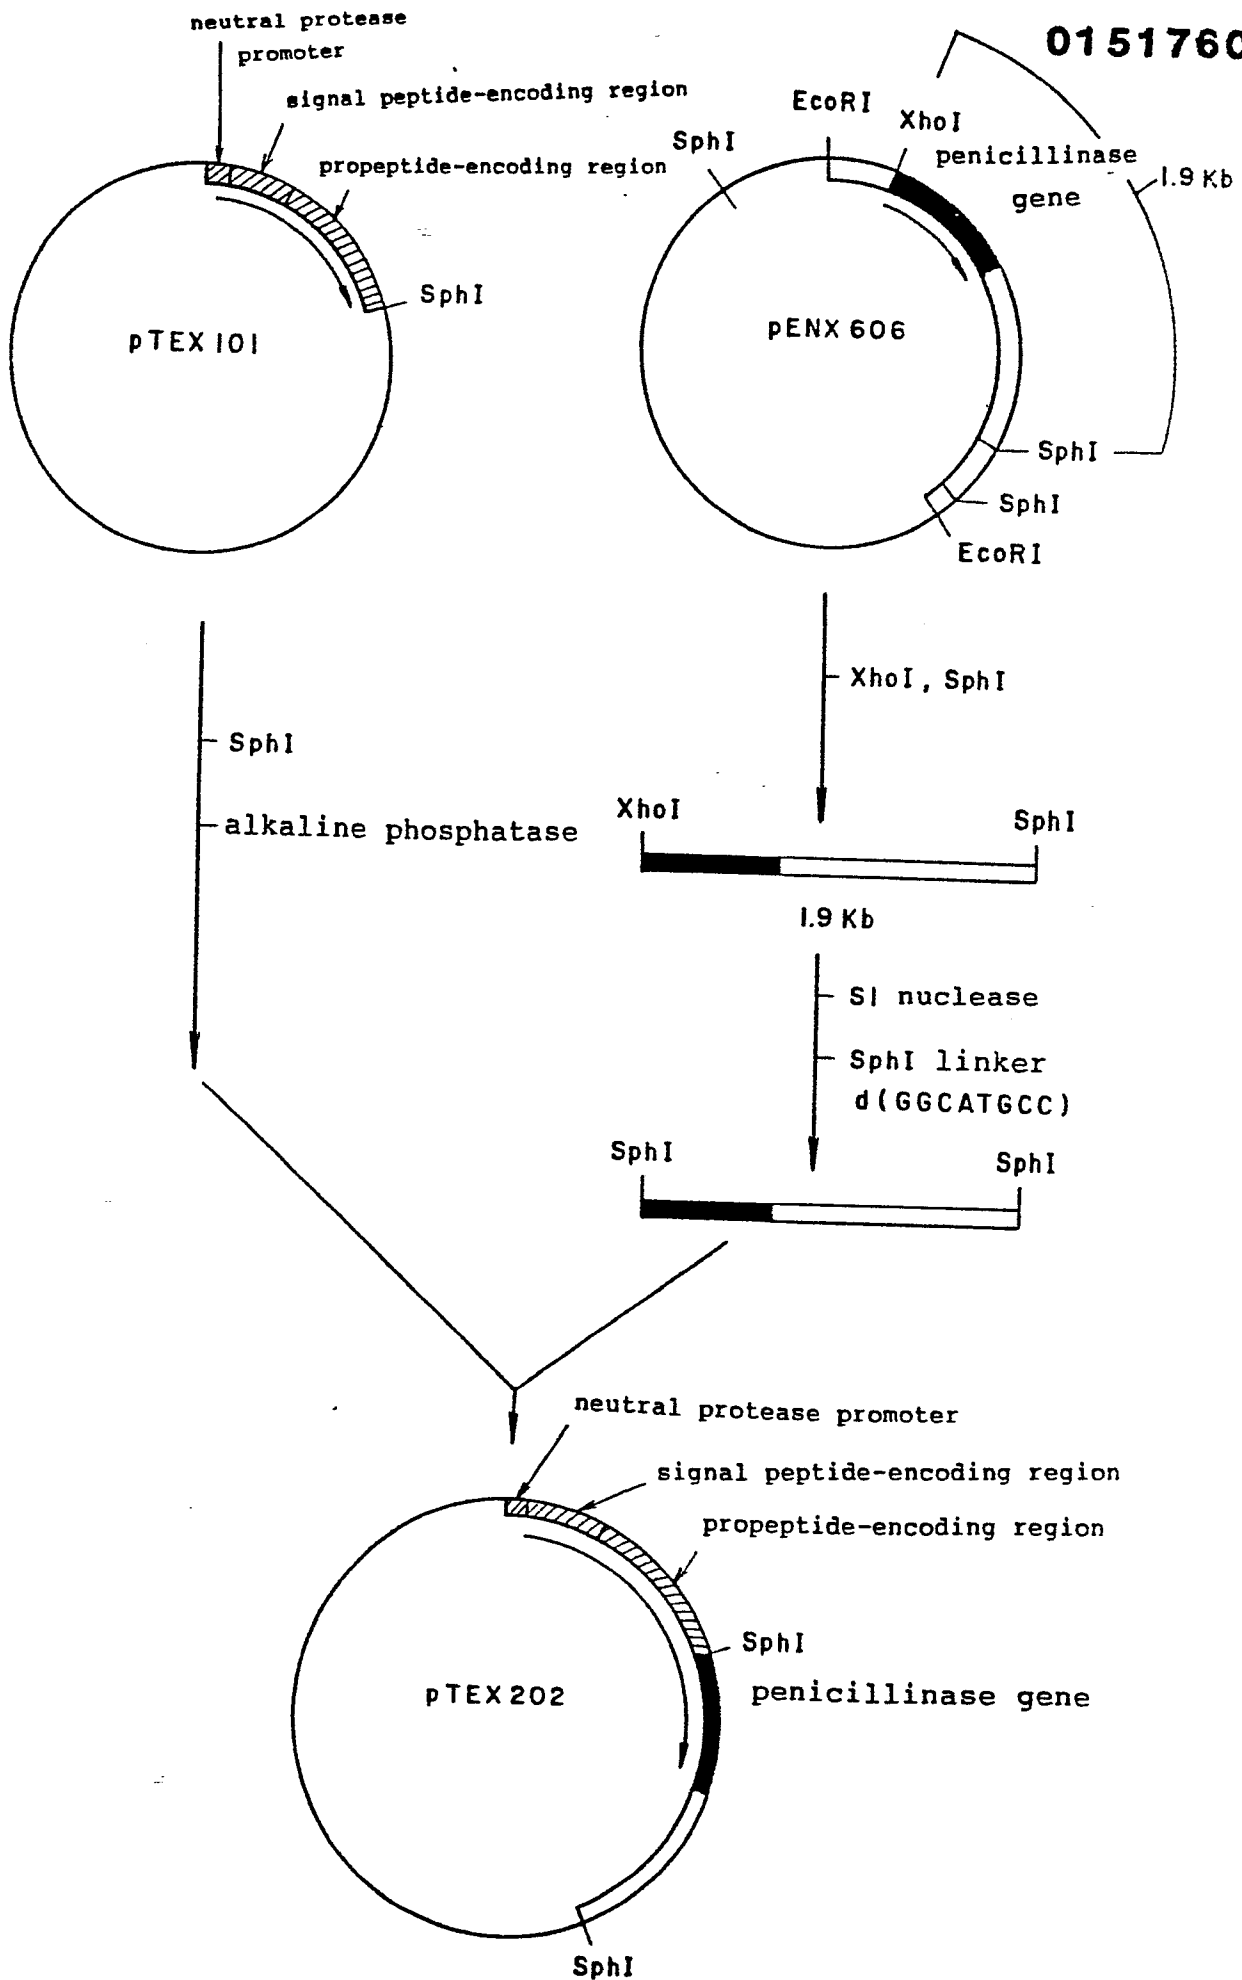 0151760
neutral protease
promoter
signal peptide-encoding region
propeptide-encoding region
SphI
pTEX101
EcoRI
SphI
XhoI
penicillinase
gene
1.9 Kb
pENX606
SphI
SphI
EcoRI
XhoI, SphI
SphI
alkaline phosphatase
XhoI
SphI
1.9 Kb
S1 nuclease
SphI linker
d(GGCATGCC)
SphI
SphI
neutral protease promoter
signal peptide-encoding region
propeptide-encoding region
SphI
pTEX202
penicillinase gene
SphI